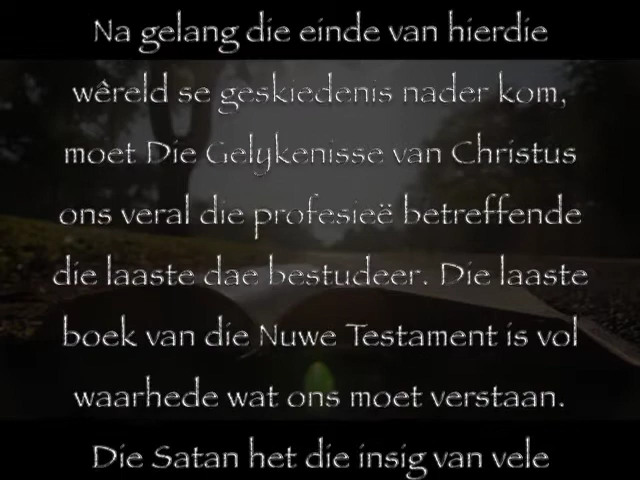 Na gelang die einde van hierdie
wêreld se geskiedenis nader kom,
moet Die Gelykenisse van Christus
ons veral die profesieë betreffende
die laaste dae bestudeer. Die laaste
boek van die Nuwe Testament is vol
waarhede wat ons moet verstaan.
Die Satan het die insig van vele